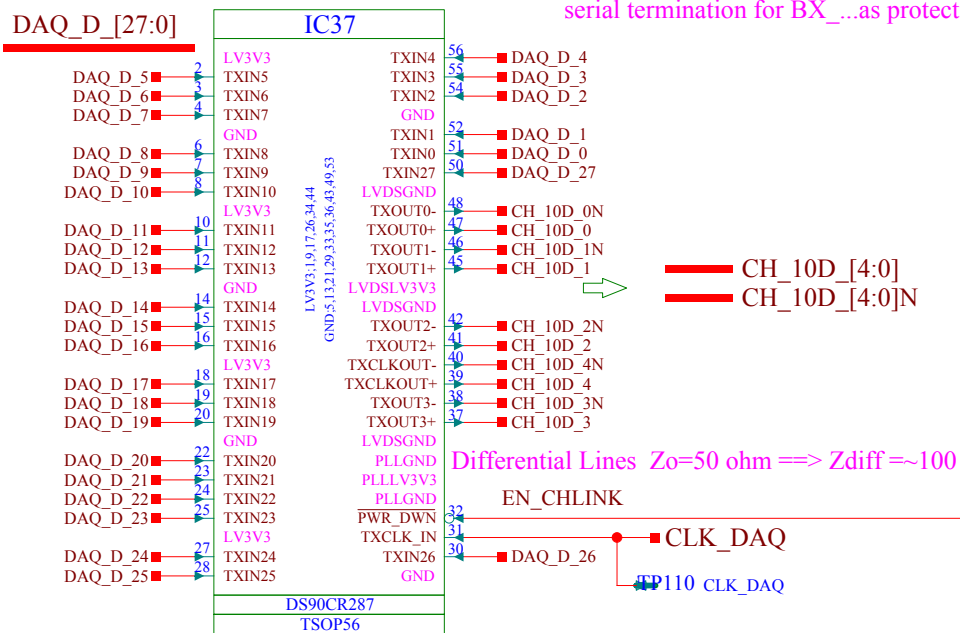 serial termination for BX_...as protect
DAQ_D_[27:0]
IC37
LV3V3 TXIN4 56 DAQ_D_4
DAQ_D_5 2 TXIN5 TXIN3 55 DAQ_D_3
DAQ_D_6 3 TXIN6 TXIN2 54 DAQ_D_2
DAQ_D_7 4 TXIN7 GND
GND TXIN1 52 DAQ_D_1
DAQ_D_8 6 TXIN8 TXIN0 51 DAQ_D_0
DAQ_D_9 7 TXIN9 TXIN27 50 DAQ_D_27
DAQ_D_10 8 TXIN10 LVDSGND
LV3V3 TXOUT0- 48 CH_10D_0N
DAQ_D_11 10 TXIN11 TXOUT0+ 47 CH_10D_0
DAQ_D_12 11 TXIN12 TXOUT1- 46 CH_10D_1N
DAQ_D_13 12 TXIN13 TXOUT1+ 45 CH_10D_1
GND LVDSLV3V3
DAQ_D_14 14 TXIN14 LVDSGND
DAQ_D_15 15 TXIN15 TXOUT2- 42 CH_10D_2N
DAQ_D_16 16 TXIN16 TXOUT2+ 41 CH_10D_2
LV3V3 TXCLKOUT- 40 CH_10D_4N
DAQ_D_17 18 TXIN17 TXCLKOUT+ 39 CH_10D_4
DAQ_D_18 19 TXIN18 TXOUT3- 38 CH_10D_3N
DAQ_D_19 20 TXIN19 TXOUT3+ 37 CH_10D_3
GND LVDSGND
DAQ_D_20 22 TXIN20 PLLGND
DAQ_D_21 23 TXIN21 PLLLV3V3
DAQ_D_22 24 TXIN22 PLLGND
DAQ_D_23 25 TXIN23 PWR_DWN 32
LV3V3 TXCLK_IN 31 CLK_DAQ
DAQ_D_24 27 TXIN24 TXIN26 30 DAQ_D_26
DAQ_D_25 28 TXIN25 GND
LV3V3;1,9,17,26,34,44
GND;5,13,21,29,33,35,36,43,49,53
CH_10D_[4:0]
CH_10D_[4:0]N
Differential Lines Zo=50 ohm ==> Zdiff =~100
EN_CHLINK
TP110 CLK_DAQ
DS90CR287
TSOP56